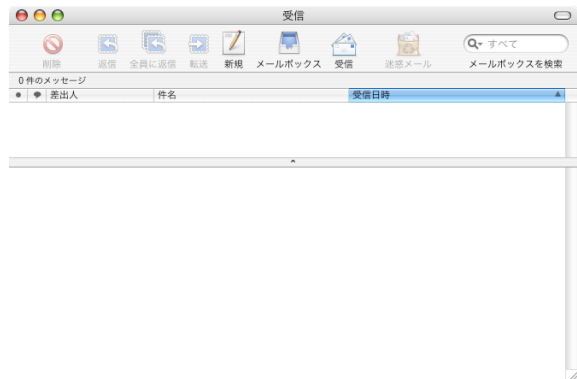 受信
削除 返信 全員に返信 転送 新規 メールボックス 受信 迷惑メール メールボックスを検索
すべて
0 件のメッセージ
差出人 件名 受信日時